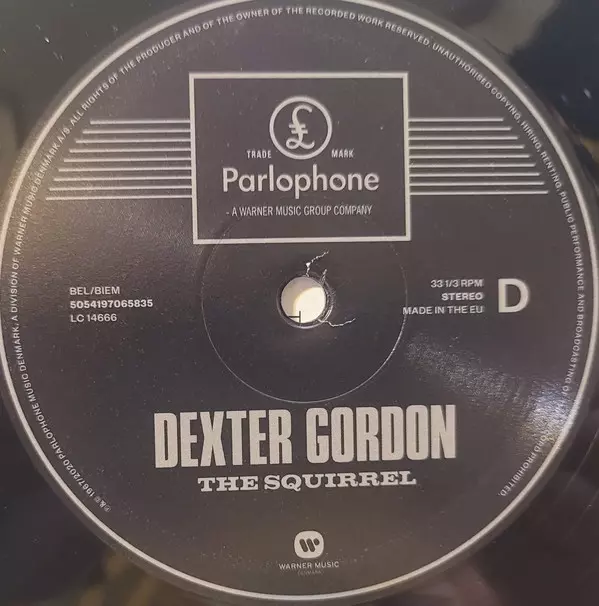 ℗&© 1967/2020 PARLOPHONE MUSIC DENMARK, A DIVISION OF WARNER MUSIC DENMARK A/S. ALL RIGHTS OF THE PRODUCER AND OF THE OWNER OF THE RECORDED WORK RESERVED. UNAUTHORISED COPYING, HIRING, RENTING, PUBLIC PERFORMANCE AND BROADCASTING OF
ORD PROHIBITED.
£
TRADE MARK
Parlophone
- A WARNER MUSIC GROUP COMPANY
BEL/BIEM
5054197065835
LC 14666
33 1/3 RPM
STEREO
MADE IN THE EU
D
DEXTER GORDON
THE SQUIRREL
WARNER MUSIC
DENMARK